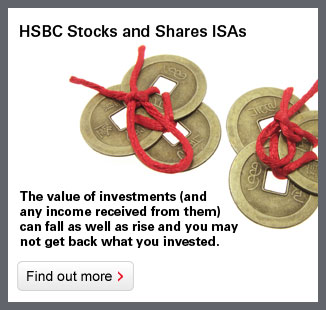 HSBC Stocks and Shares ISAs
The value of investments (and
any income received from them)
can fall as well as rise and you may
not get back what you invested.
Find out more